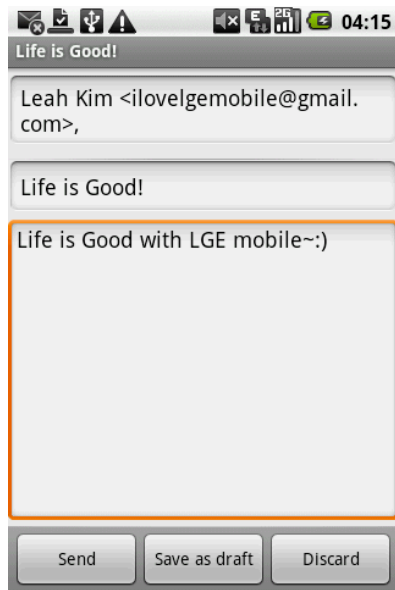 E 2G 04:15
Life is Good!
Leah Kim <ilovelgemobile@gmail.
com>,
Life is Good!
Life is Good with LGE mobile~:)
Send Save as draft Discard